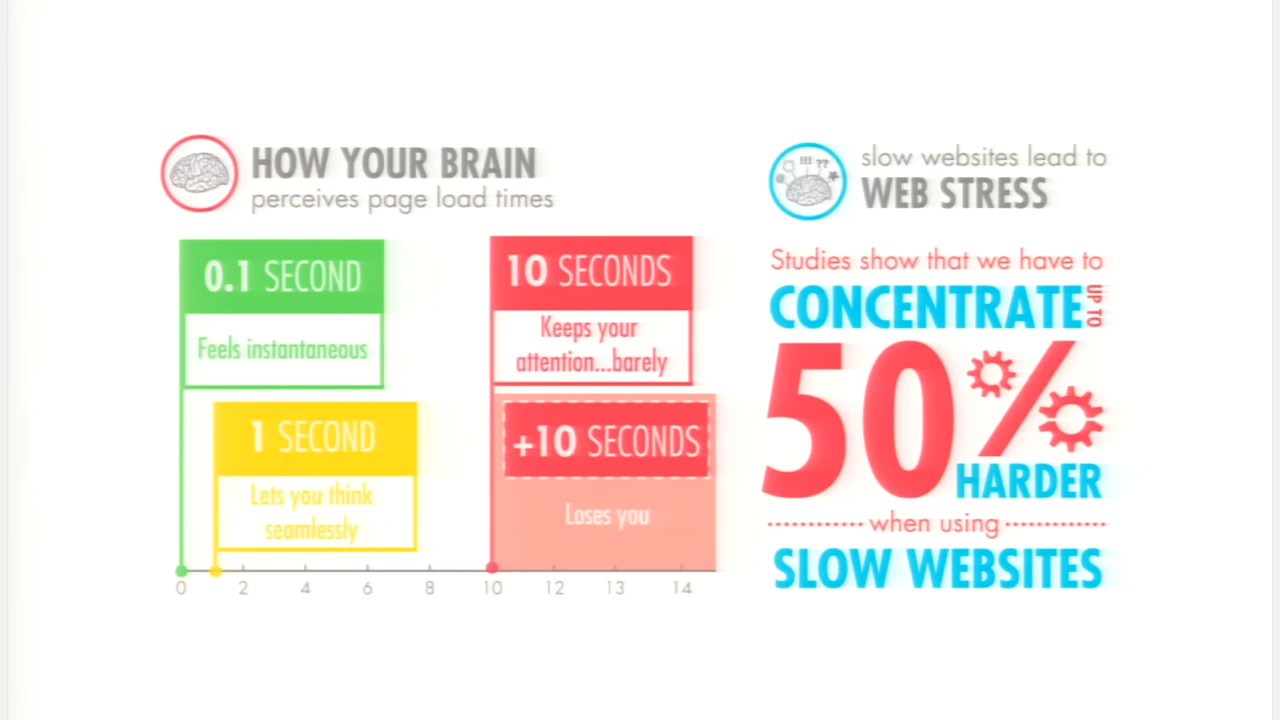 HOW YOUR BRAIN
perceives page load times
0.1 SECOND
Feels instantaneous
1 SECOND
Lets you think
seamlessly
10 SECONDS
Keeps your
attention...barely
+10 SECONDS
Loses you
0 2 4 6 8 10 12 13 14
!!! ??
slow websites lead to
WEB STRESS
Studies show that we have to
CONCENTRATE UP TO
50%
HARDER
when using
SLOW WEBSITES